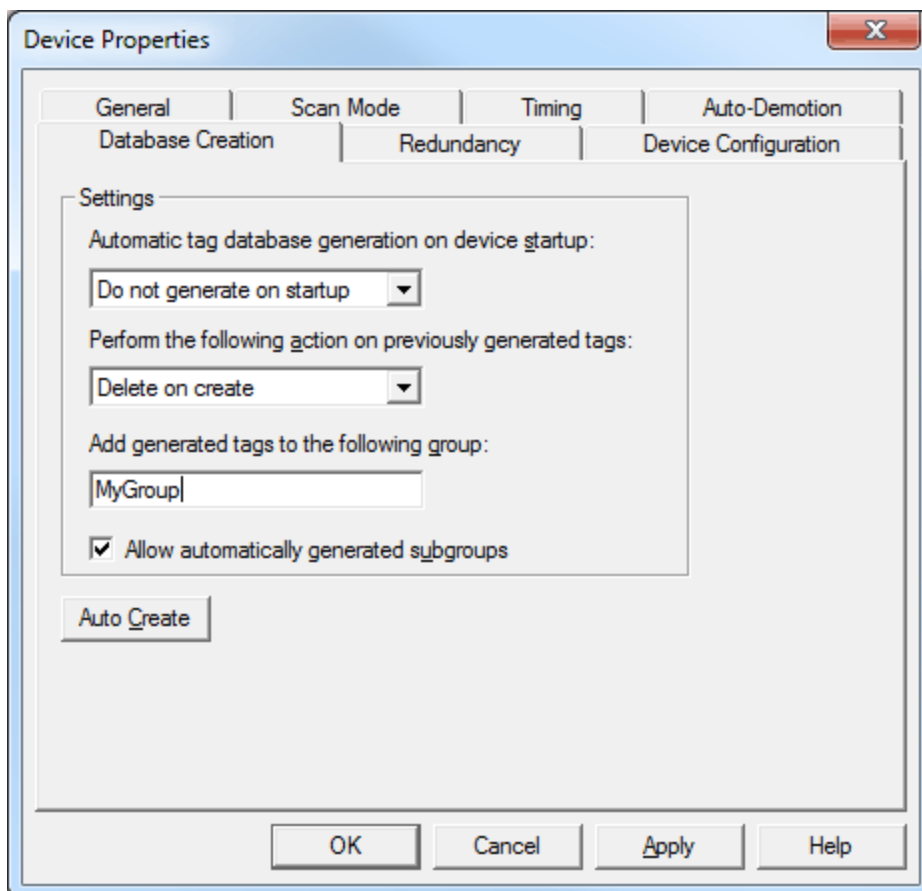 Device Properties
General Scan Mode Timing Auto-Demotion
Database Creation Redundancy Device Configuration
Settings
Automatic tag database generation on device startup:
Do not generate on startup
Perform the following action on previously generated tags:
Delete on create
Add generated tags to the following group:
MyGroup
Allow automatically generated subgroups
Auto Create
OK Cancel Apply Help